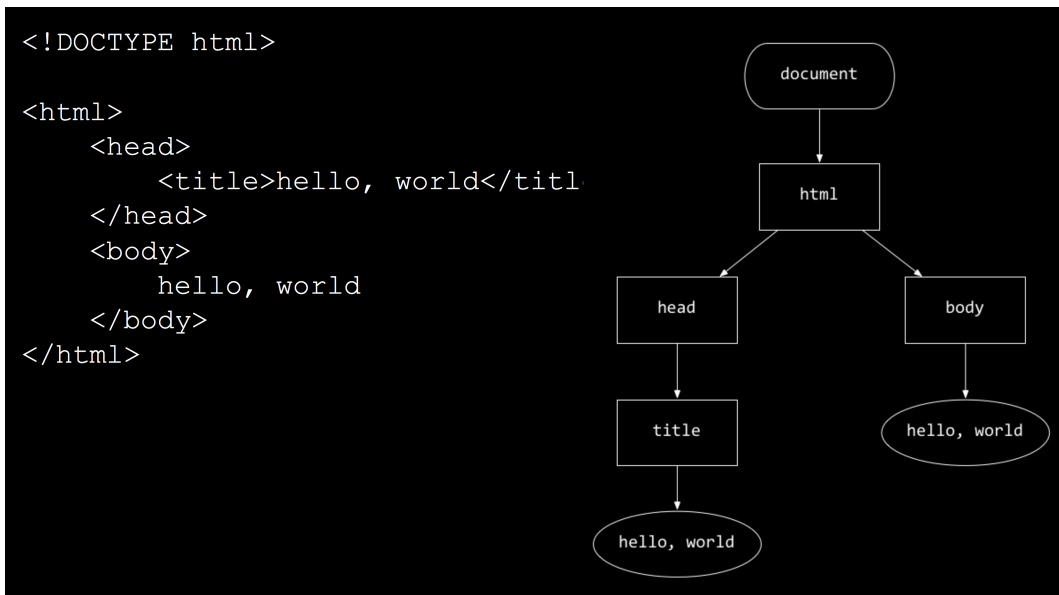 <!DOCTYPE html>
<html>
<head>
<title>hello, world</titl
</head>
<body>
hello, world
</body>
</html>
document
html
head
body
title
hello, world
hello, world